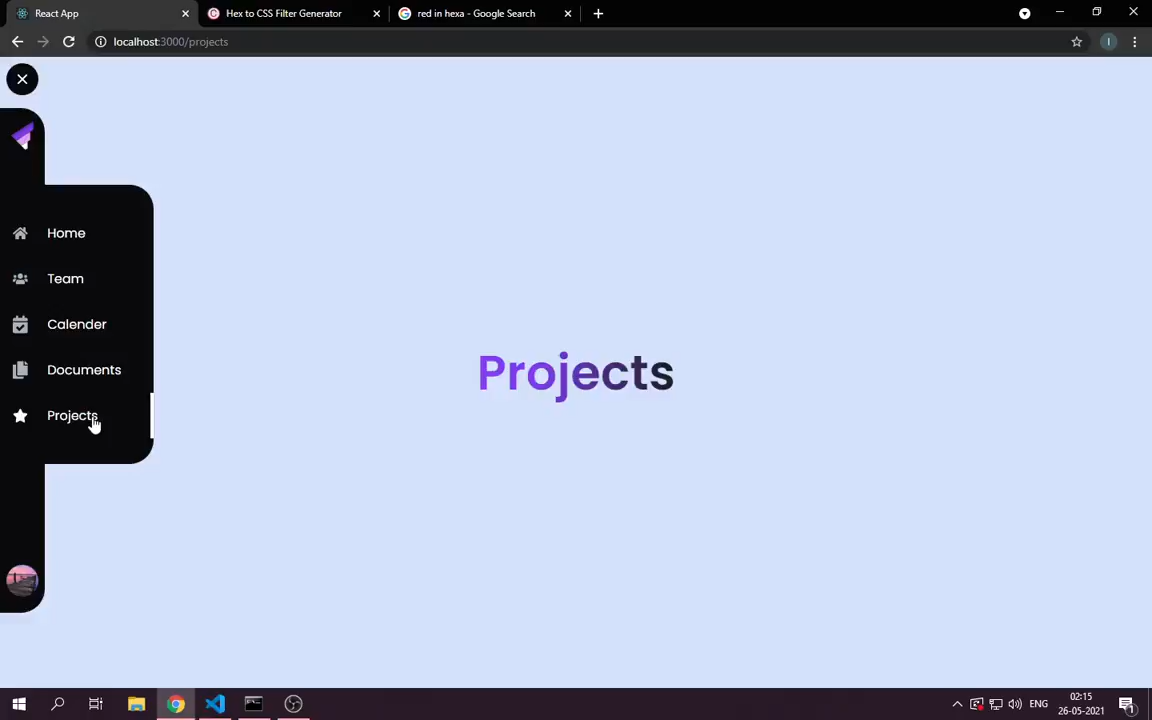 React App
Hex to CSS Filter Generator
red in hexa - Google Search
localhost:3000/projects
I
Home
Team
Calender
Documents
Projects
Projects
ENG
02:15
26-05-2021
1